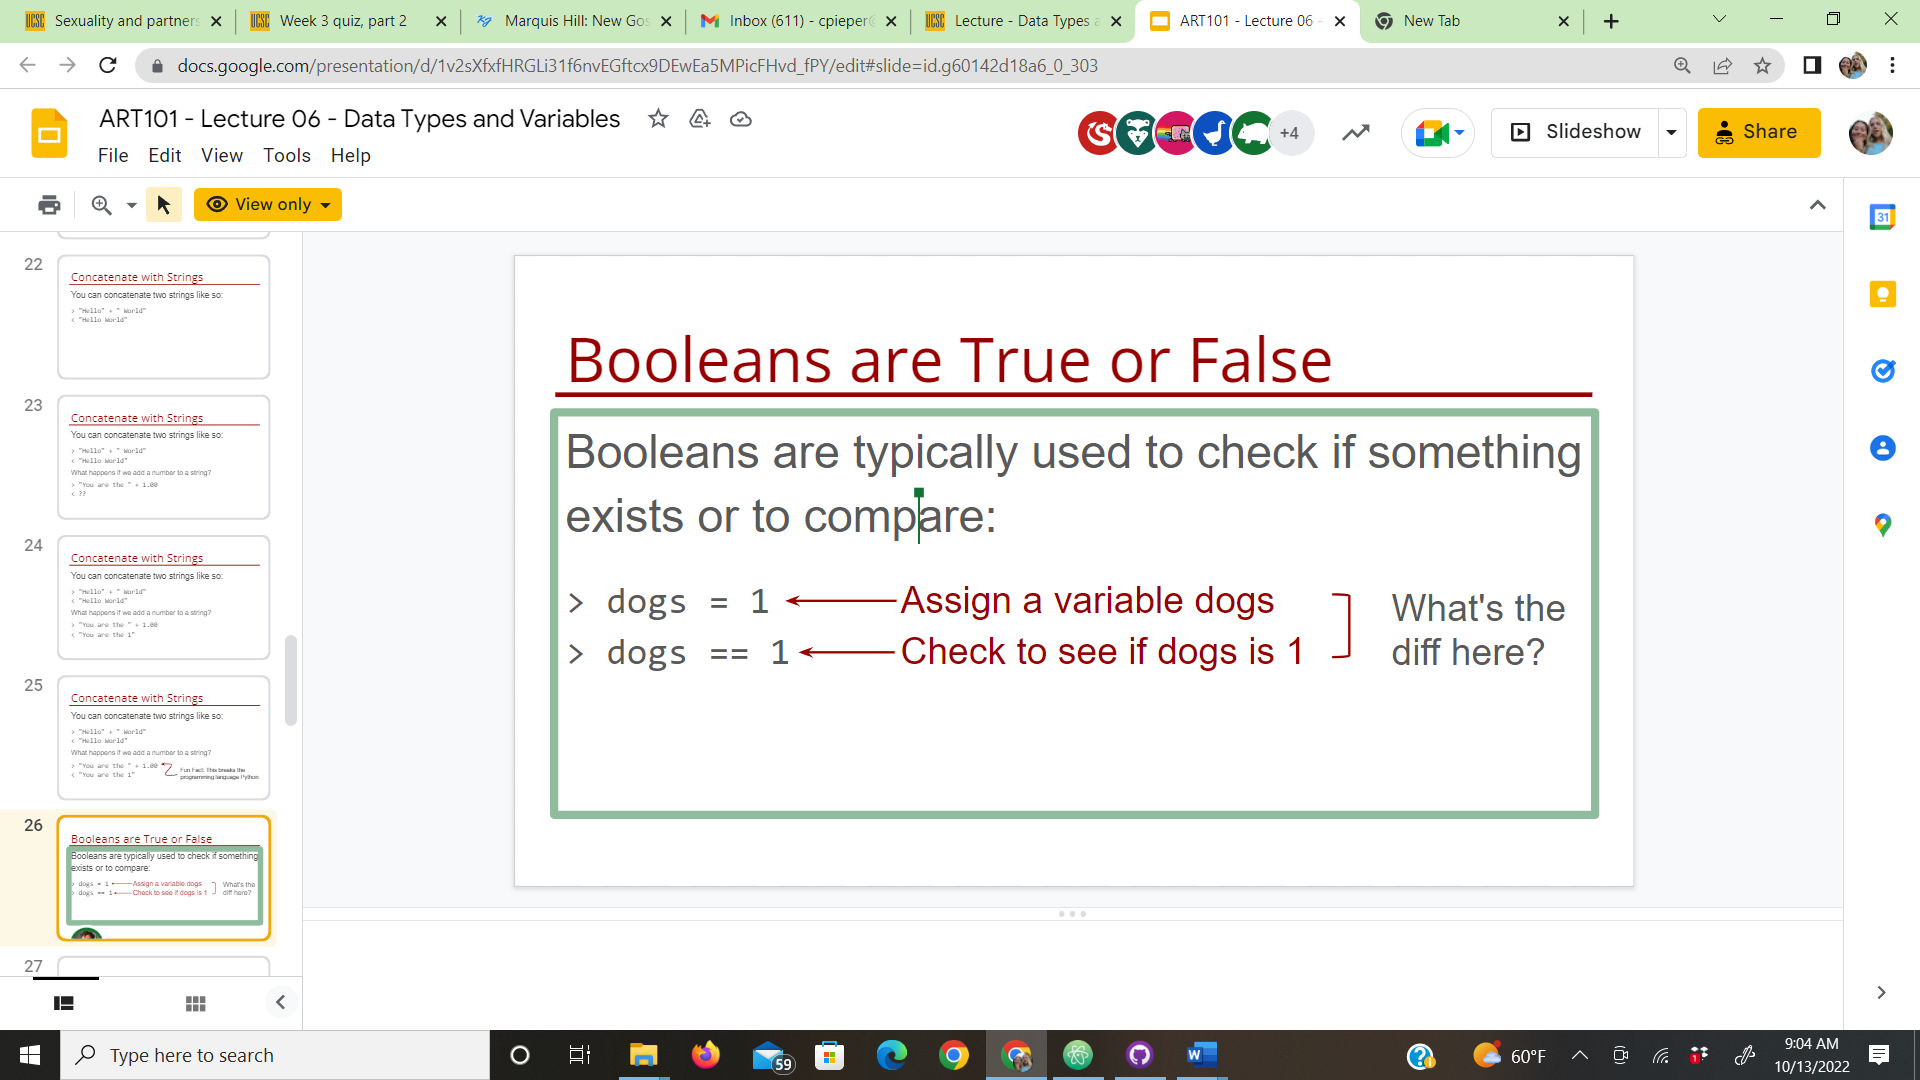 Sexuality and partners
Week 3 quiz, part 2
Marquis Hill: New Gos
Inbox (611) - cpieper@
Lecture - Data Types a
ART101 - Lecture 06 -
New Tab
docs.google.com/presentation/d/1v2sXfxfHRGLi31f6nvEGftcx9DEwEa5MPicFHvd_fPY/edit#slide=id.g60142d18a6_0_303
ART101 - Lecture 06 - Data Types and Variables
File Edit View Tools Help
+4
Slideshow
Share
View only
22
Concatenate with Strings
You can concatenate two strings like so:
> "Hello" + " World"
< "Hello World"
23
Concatenate with Strings
You can concatenate two strings like so:
> "Hello" + " World"
< "Hello World"
What happens if we add a number to a string?
> "You are the " + 1.00
< ??
24
Concatenate with Strings
You can concatenate two strings like so:
> "Hello" + " World"
< "Hello World"
What happens if we add a number to a string?
> "You are the " + 1.00
< "You are the 1"
25
Concatenate with Strings
You can concatenate two strings like so:
> "Hello" + " World"
< "Hello World"
What happens if we add a number to a string?
> "You are the " + 1.00
< "You are the 1"
Fun Fact: This breaks the
programming language Python
26
Booleans are True or False
Booleans are typically used to check if something
exists or to compare:
> dogs = 1 Assign a variable dogs
> dogs == 1 Check to see if dogs is 1
What's the
diff here?
27
Booleans are True or False
Booleans are typically used to check if something
exists or to compare:
> dogs = 1 Assign a variable dogs
> dogs == 1 Check to see if dogs is 1
What's the
diff here?
31
Type here to search
59
60°F
1
9:04 AM
10/13/2022